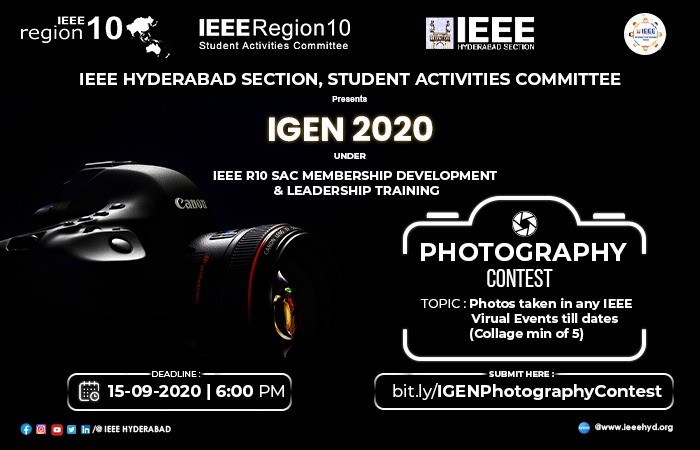 IEEE
region 10
IEEE Region 10
Student Activities Committee
IEEE
HYDERABAD SECTION
IEEE
IEEE HYDERABAD SECTION, STUDENT ACTIVITIES COMMITTEE
Presents
IGEN 2020
UNDER
IEEE R10 SAC MEMBERSHIP DEVELOPMENT
& LEADERSHIP TRAINING
Canon
CANON LENS
PHOTOGRAPHY
CONTEST
TOPIC : Photos taken in any IEEE
Virual Events till dates
(Collage min of 5)
DEADLINE :
15-09-2020 | 6:00 PM
SUBMIT HERE :
bit.ly/IGENPhotographyContest
/@ IEEE HYDERABAD
@www.ieeehyd.org